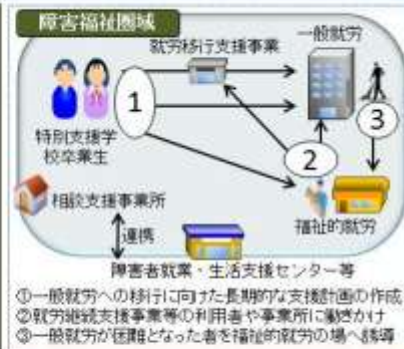 障害福祉圏域
一般就労
就労移行支援事業
①
③
特別支援学
校卒業生
②
相談支援事業所
福祉的就労
連携
障害者就業・生活支援センター等
①一般就労への移行に向けた長期的な支援計画の作成
②就労継続支援事業等の利用者や事業所に働きかけ
③一般就労が困難となった者を福祉的就労の場へ誘導